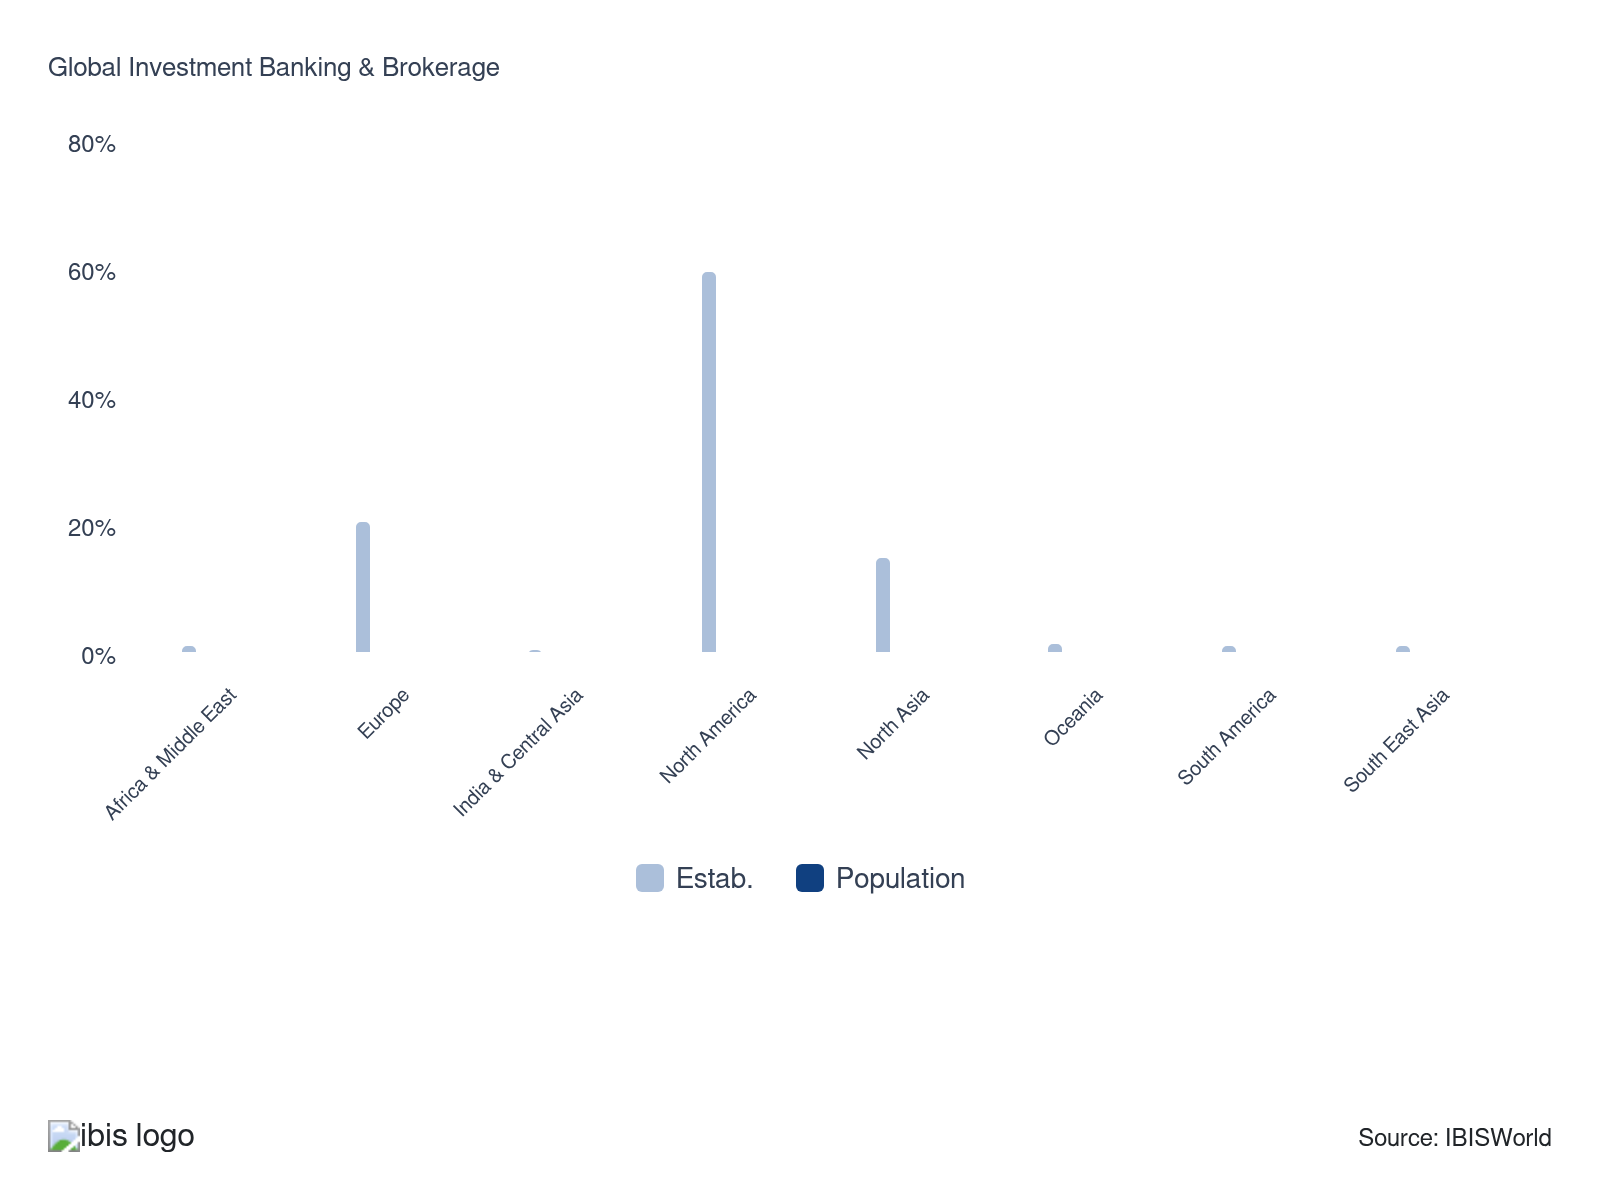 Global Investment Banking & Brokerage
80%
60%
40%
20%
0%
Africa & Middle East
Europe
India & Central Asia
North America
North Asia
Oceania
South America
South East Asia
Estab.
Population
ibis logo
Source: IBISWorld